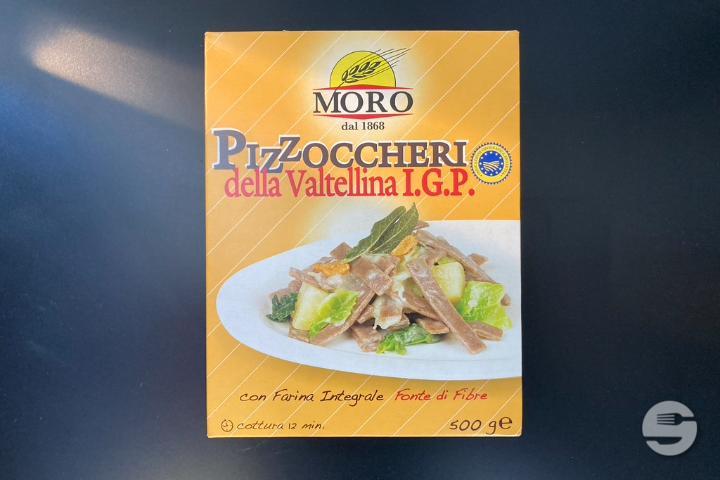 MORO
dal 1868
PIZZOCCHERI
della Valtellina I.G.P.
con Farina Integrale Fonte di Fibre
cottura 12 min. 500 g e